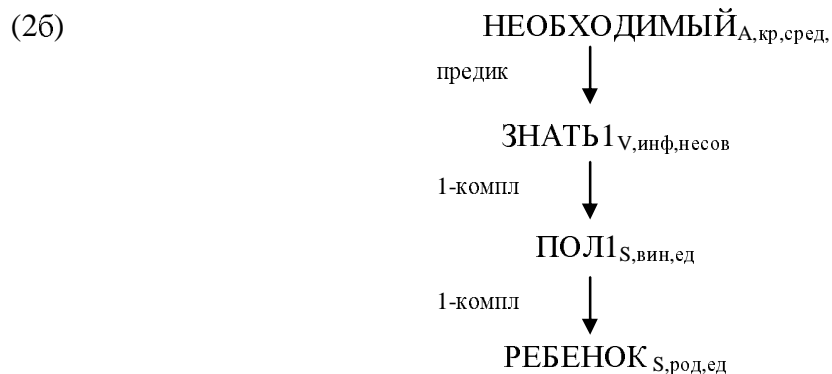 (2б) НЕОБХОДИМЫЙA,кр,сред,
предик
ЗНАТЬ1V,инф,несов
1-компл
ПОЛ1S,вин,ед
1-компл
РЕБЕНОК S,род,ед